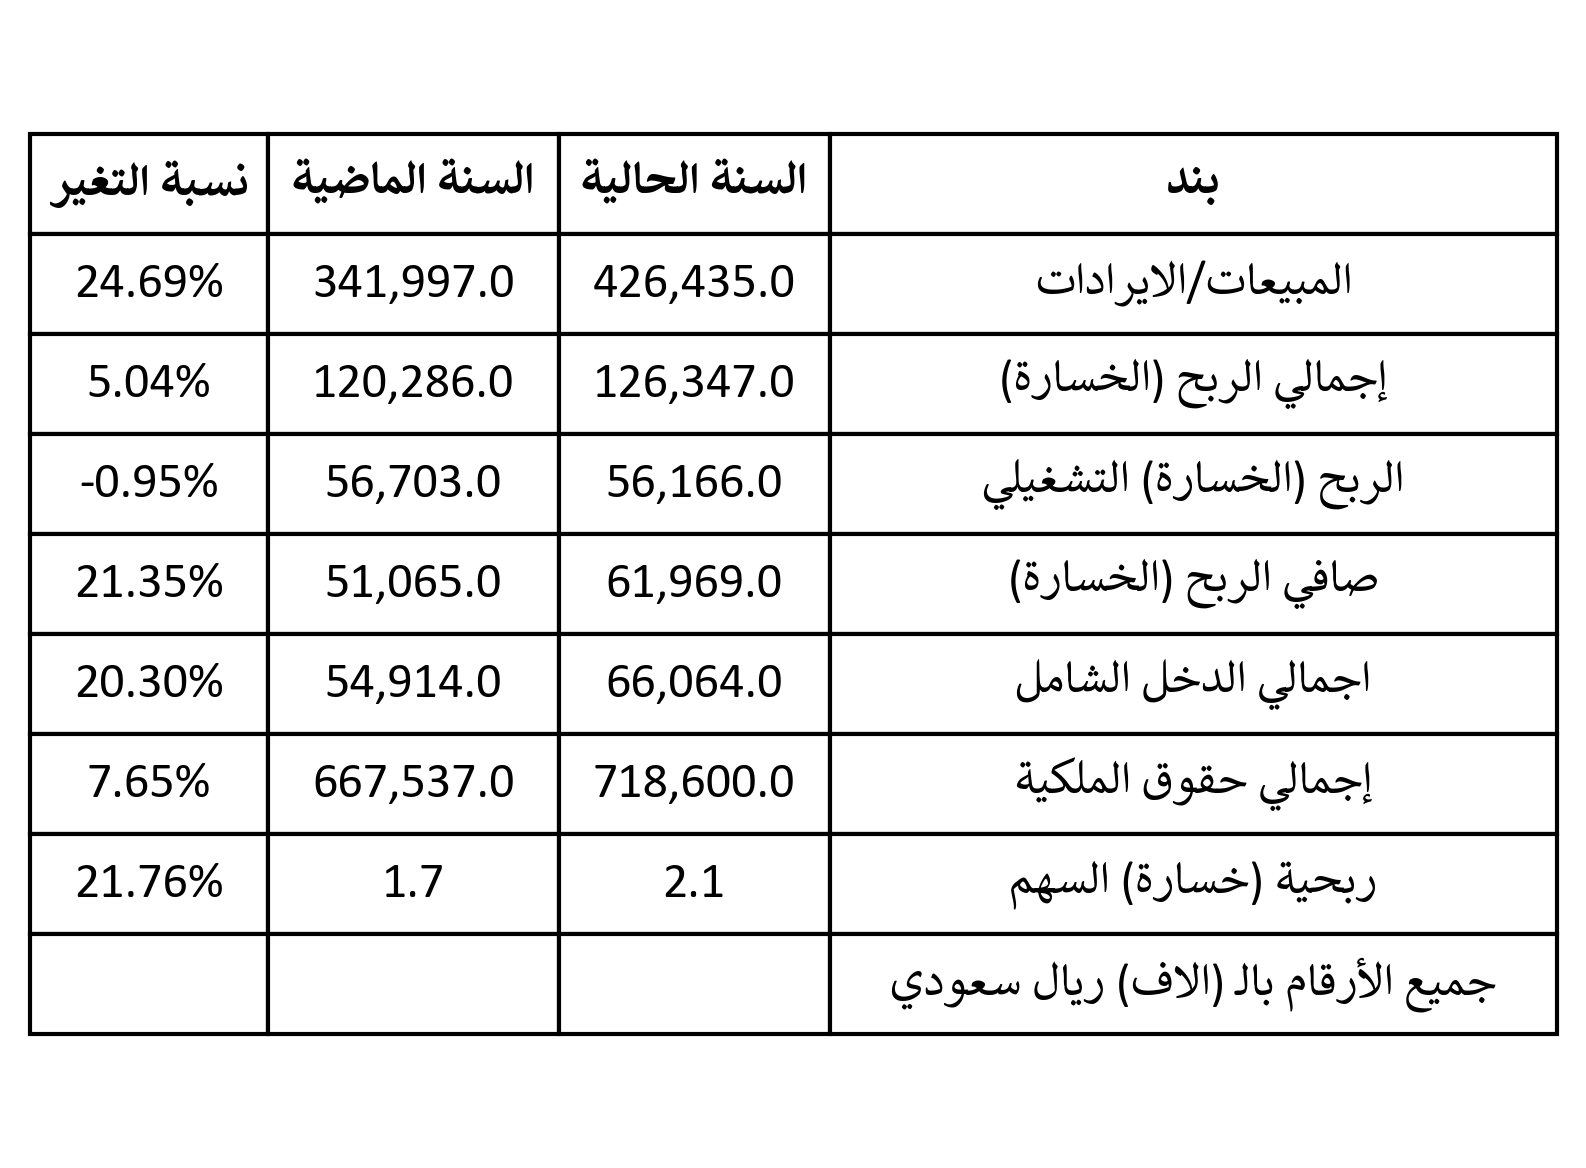 بند السنة الحالية السنة الماضية نسبة التغير
المبيعات/الايرادات 426,435.0 341,997.0 24.69%
إجمالي الربح (الخسارة) 126,347.0 120,286.0 5.04%
الربح (الخسارة) التشغيلي 56,166.0 56,703.0 -0.95%
صافي الربح (الخسارة) 61,969.0 51,065.0 21.35%
اجمالي الدخل الشامل 66,064.0 54,914.0 20.30%
إجمالي حقوق الملكية 718,600.0 667,537.0 7.65%
ربحية (خسارة) السهم 2.1 1.7 21.76%
جميع الأرقام بالـ (الاف) ريال سعودي